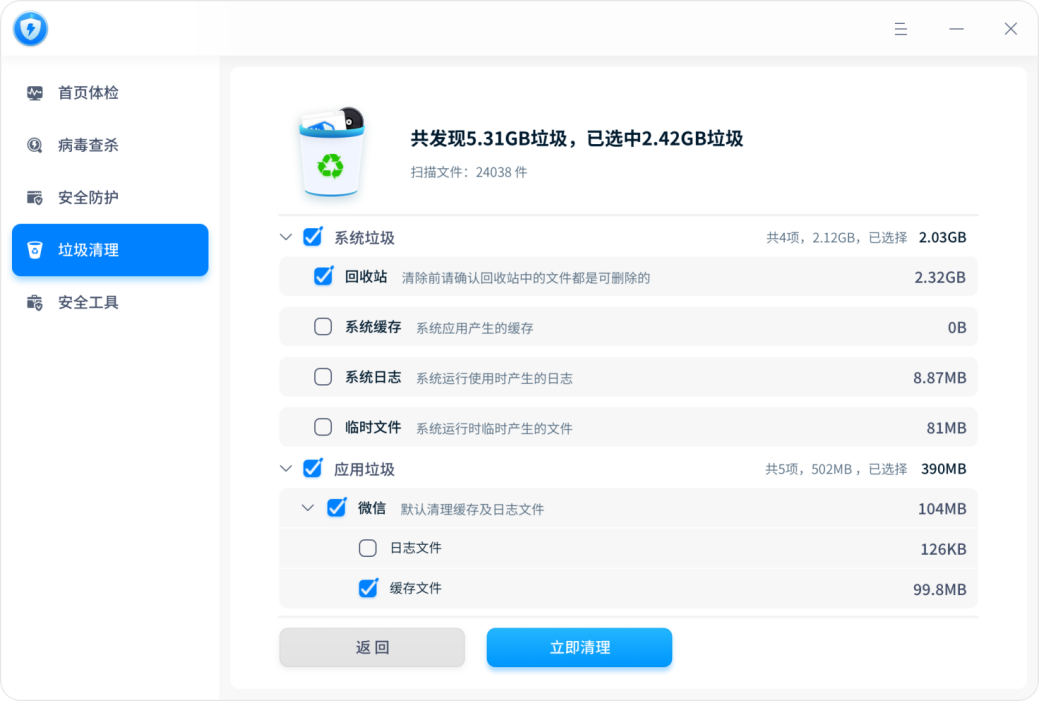 首页体检
病毒查杀
安全防护
垃圾清理
安全工具
共发现5.31GB垃圾，已选中2.42GB垃圾
扫描文件：24038 件
系统垃圾 共4项，2.12GB，已选择 2.03GB
回收站 清除前请确认回收站中的文件都是可删除的 2.32GB
系统缓存 系统应用产生的缓存 0B
系统日志 系统运行使用时产生的日志 8.87MB
临时文件 系统运行时临时产生的文件 81MB
应用垃圾 共5项，502MB ，已选择 390MB
微信 默认清理缓存及日志文件 104MB
日志文件 126KB
缓存文件 99.8MB
返 回 立即清理